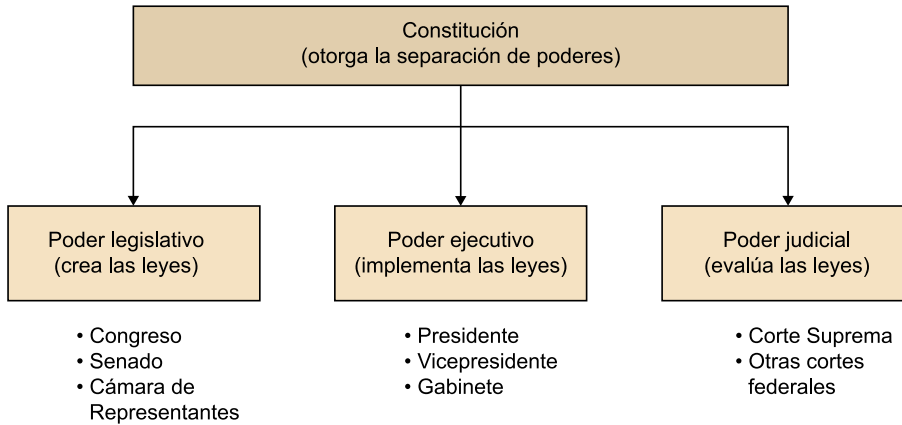 Constitución
(otorga la separación de poderes)
Poder legislativo
(crea las leyes)
Poder ejecutivo
(implementa las leyes)
Poder judicial
(evalúa las leyes)
• Congreso
• Senado
• Cámara de
Representantes
• Presidente
• Vicepresidente
• Gabinete
• Corte Suprema
• Otras cortes
federales